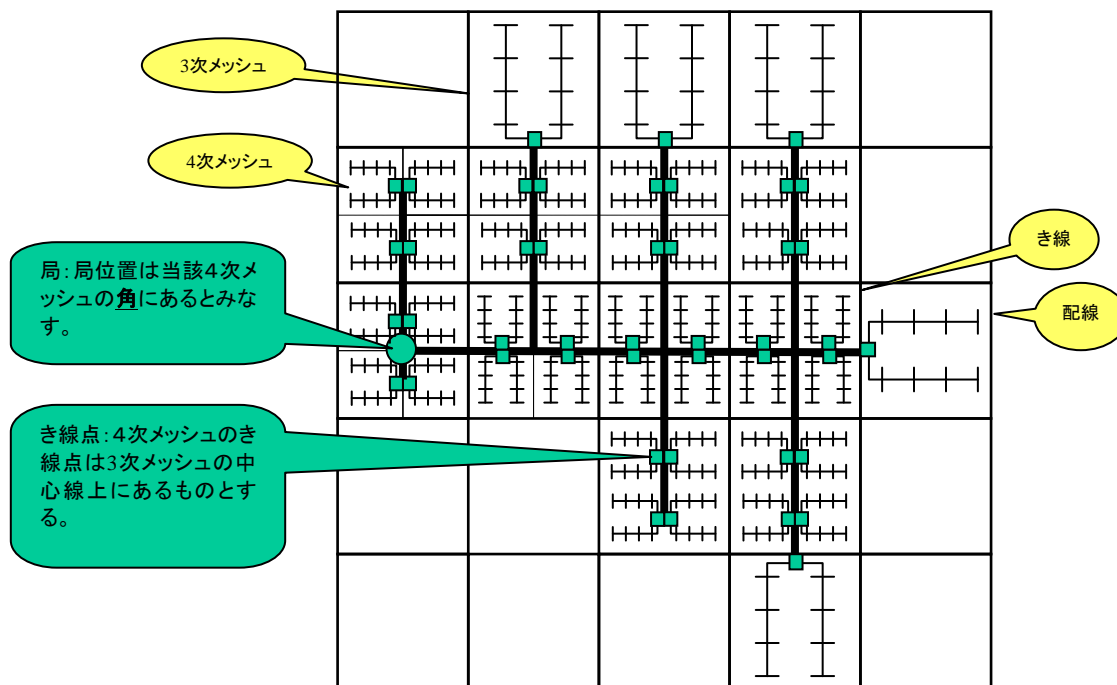 3次メッシュ
4次メッシュ
局：局位置は当該４次メ
ッシュの角にあるとみな
す。
き線
配線
き線点：４次メッシュのき
線点は3次メッシュの中
心線上にあるものとす
る。